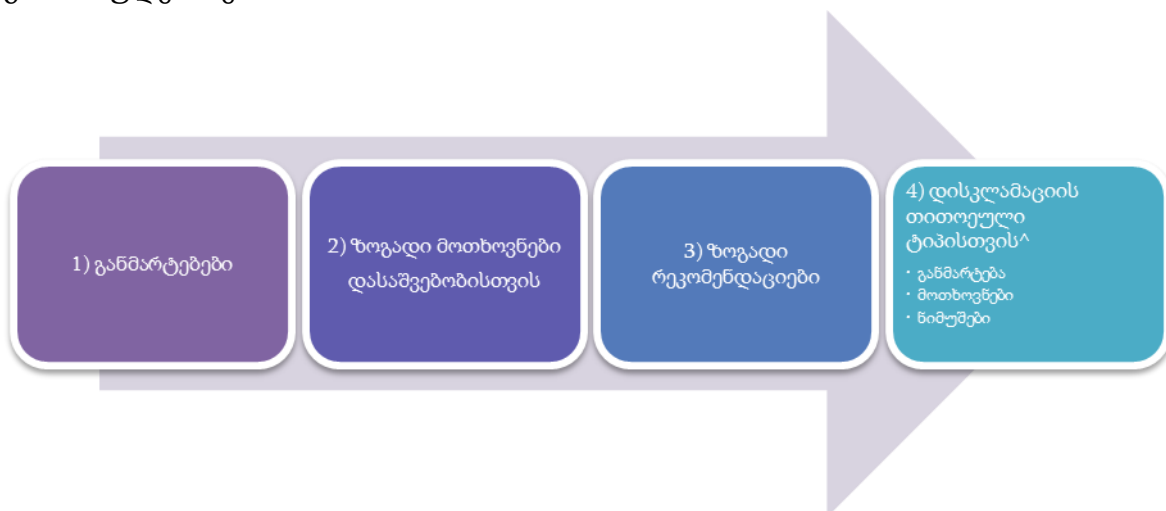 1) განმარტებები
2) ზოგადი მოთხოვნები
დასაშვებობისთვის
3) ზოგადი
რეკომენდაციები
4) დისკლამაციის
თითოეული
ტიპისთვის^
· განმარტება
· მოთხოვნები
· ნიმუშები